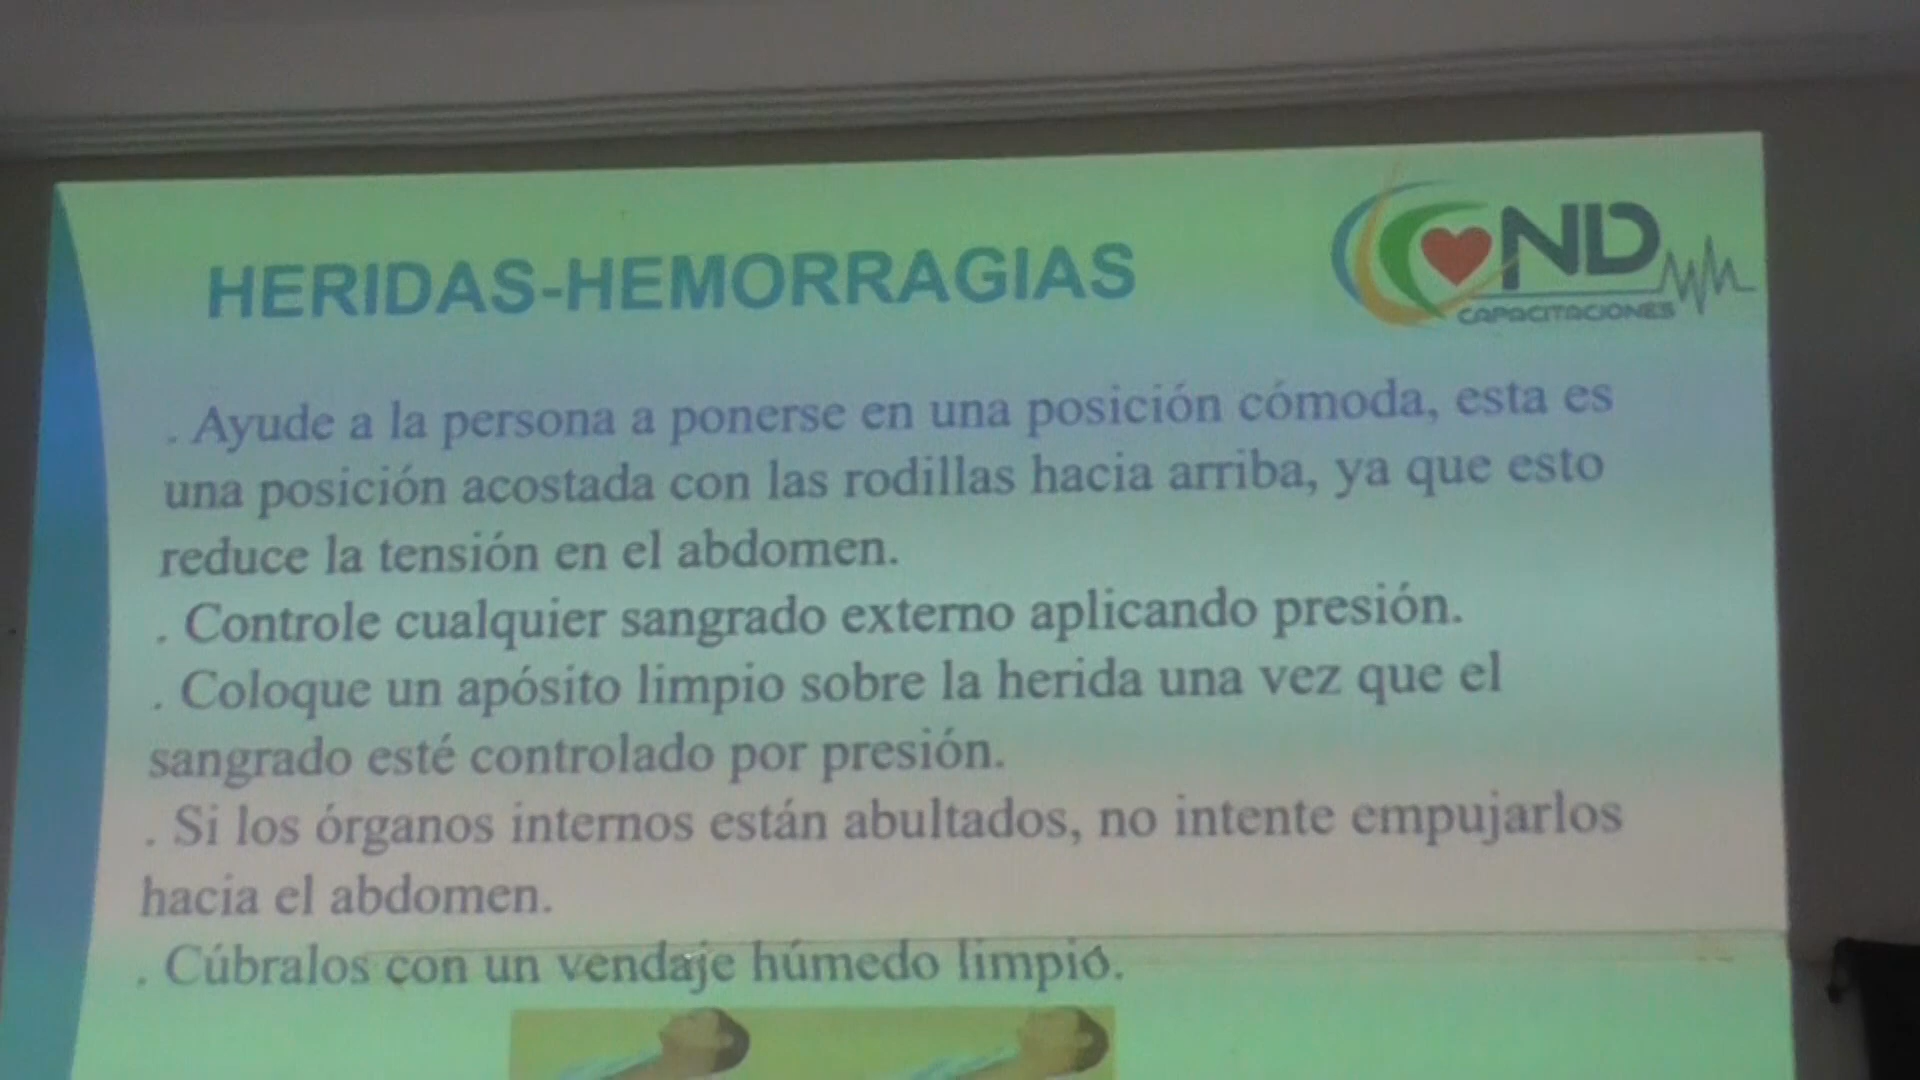 HERIDAS-HEMORRAGIAS
ND
CAPACITACIONES
. Ayude a la persona a ponerse en una posición cómoda, esta es
una posición acostada con las rodillas hacia arriba, ya que esto
reduce la tensión en el abdomen.
. Controle cualquier sangrado externo aplicando presión.
. Coloque un apósito limpio sobre la herida una vez que el
sangrado esté controlado por presión.
. Si los órganos internos están abultados, no intente empujarlos
hacia el abdomen.
. Cúbralos con un vendaje húmedo limpio.